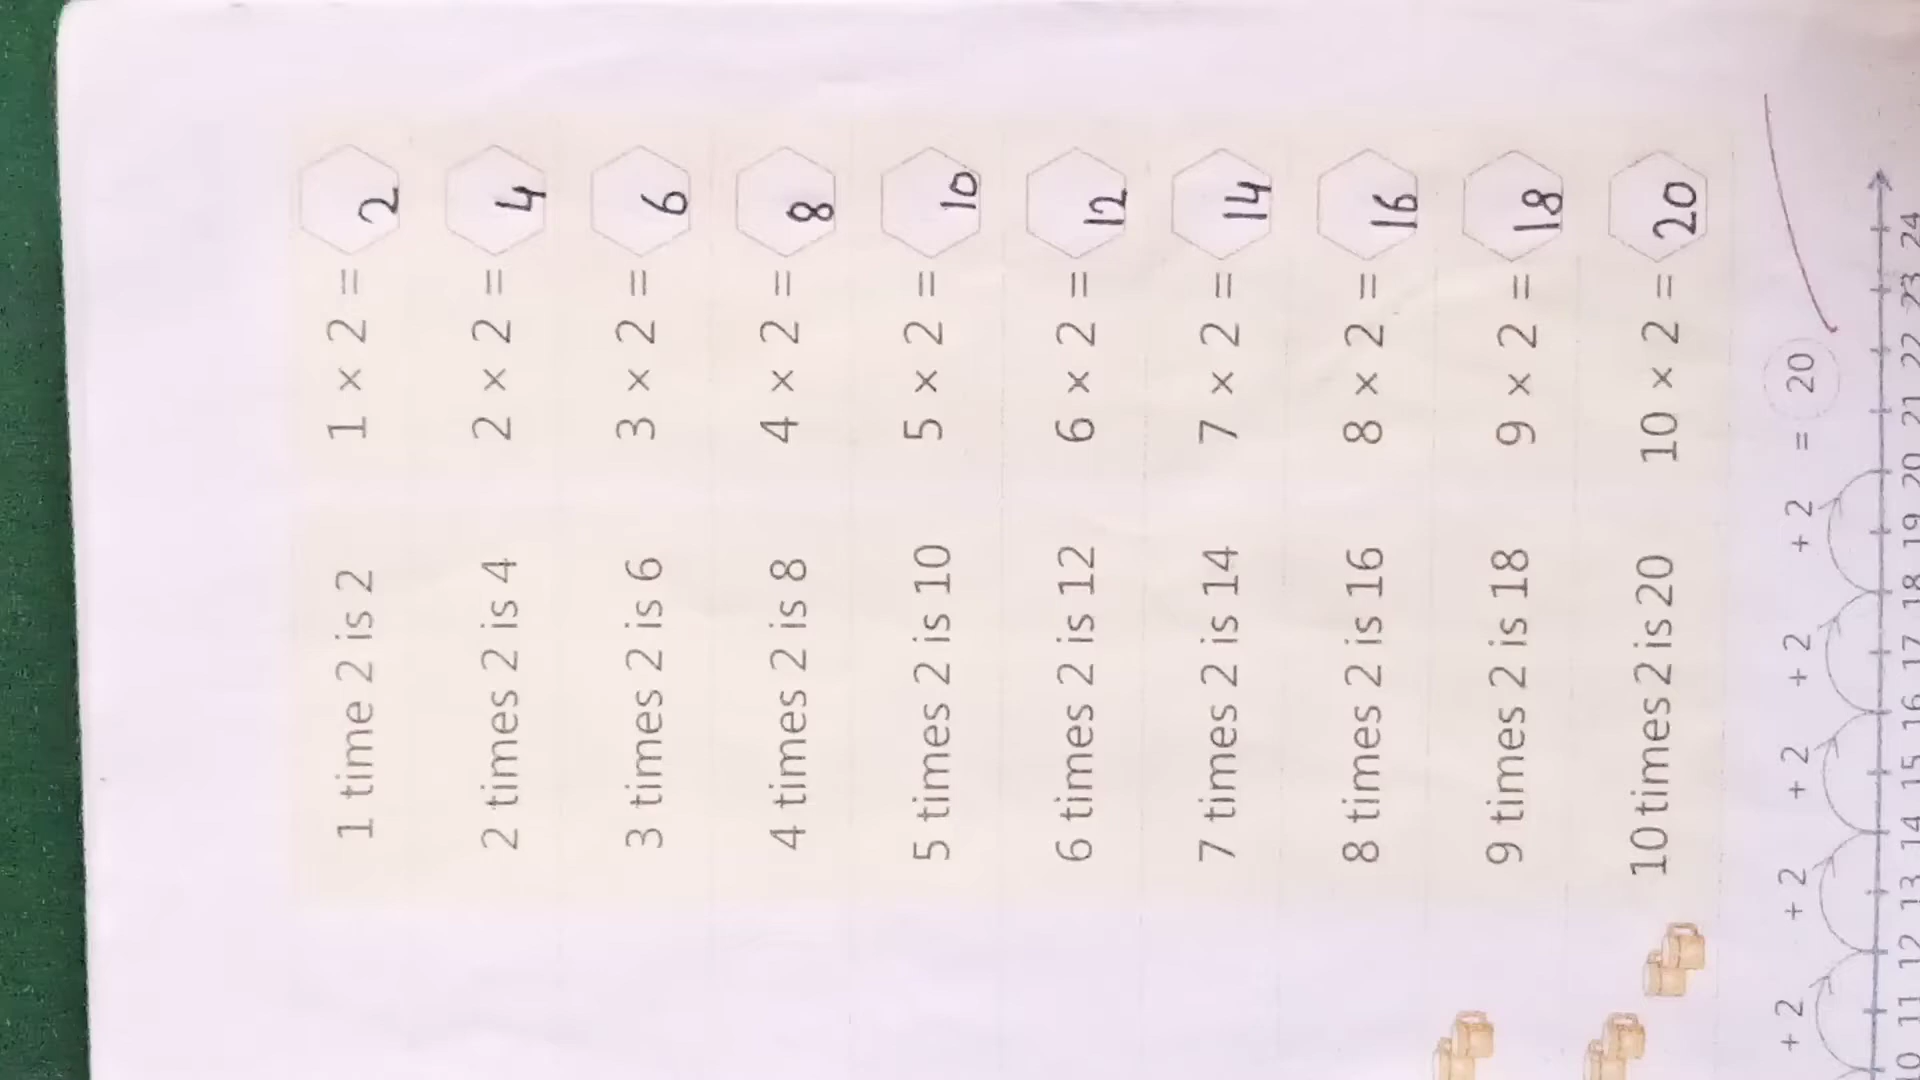 1 time 2 is 2 1 × 2 = 2
2 times 2 is 4 2 × 2 = 4
3 times 2 is 6 3 × 2 = 6
4 times 2 is 8 4 × 2 = 8
5 times 2 is 10 5 × 2 = 10
6 times 2 is 12 6 × 2 = 12
7 times 2 is 14 7 × 2 = 14
8 times 2 is 16 8 × 2 = 16
9 times 2 is 18 9 × 2 = 18
10 times 2 is 20 10 × 2 = 20
+ 2 + 2 + 2 + 2 + 2 = 20
10 11 12 13 14 15 16 17 18 19 20 21 22 23 24